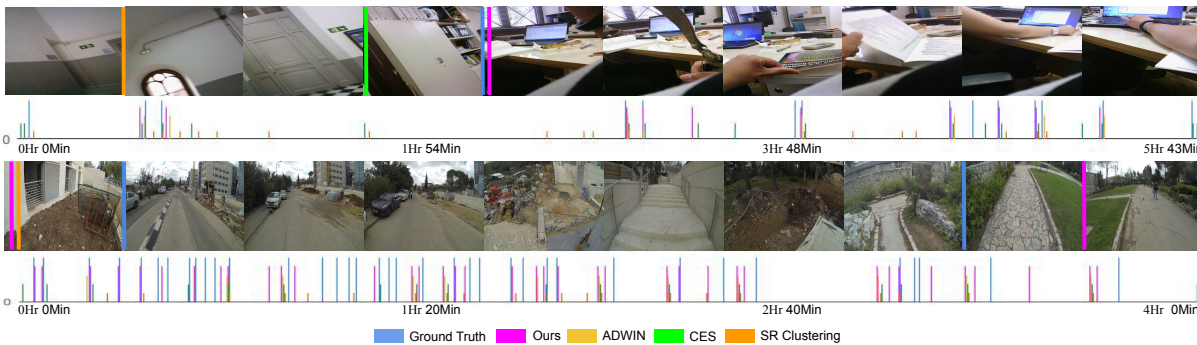 0
0Hr 0Min 1Hr 54Min 3Hr 48Min 5Hr 43Min
0
0Hr 0Min 1Hr 20Min 2Hr 40Min 4Hr 0Min
Ground Truth Ours ADWIN CES SR Clustering